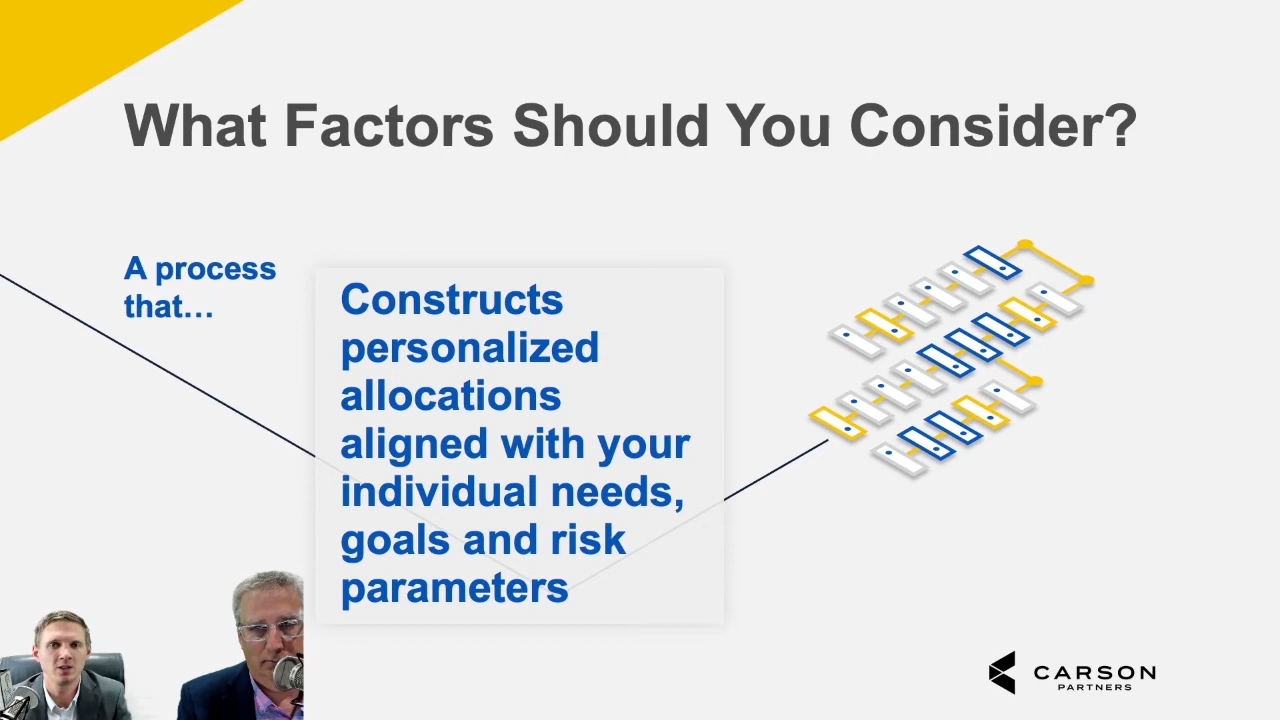 What Factors Should You Consider?
A process
that…
Constructs
personalized
allocations
aligned with your
individual needs,
goals and risk
parameters
CARSON
PARTNERS